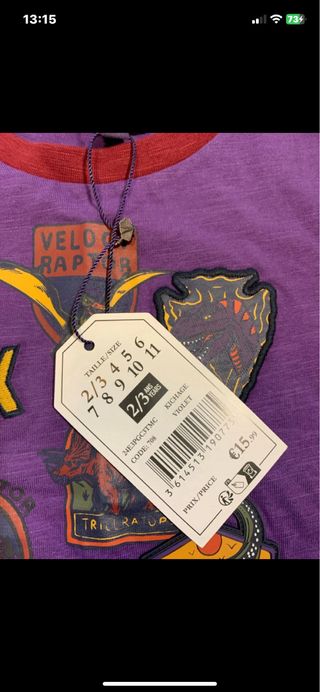 13:15
73
VELOC
RAPTOR
TAILLE/SIZE
2/3 4 5 6
7 8 9 10 11
2/3 ANS
YEARS
24E3PGC3TMC KICHAGE
CODE: 708 VIOLET
3 614513 190773
PRIX/PRICE
€15.99